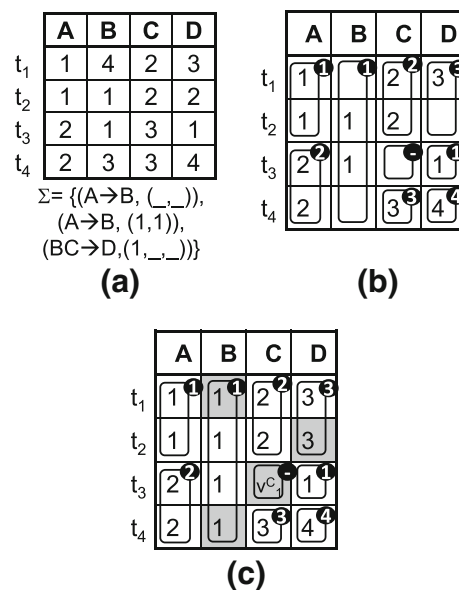 A B C D
t1 1 4 2 3
t2 1 1 2 2
t3 2 1 3 1
t4 2 3 3 4
Σ= {(A→B, (_,_)),
(A→B, (1,1)),
(BC→D,(1,_,_))}
(a)
A B C D
t1 1 1 1 2 2 3 3
t2 1 1 2
t3 2 2 1 - 1 1
t4 2 3 3 4 4
(b)
A B C D
t1 1 1 1 1 2 2 3 3
t2 1 1 2 3
t3 2 2 1 vC1 - 1 1
t4 2 1 3 3 4 4
(c)